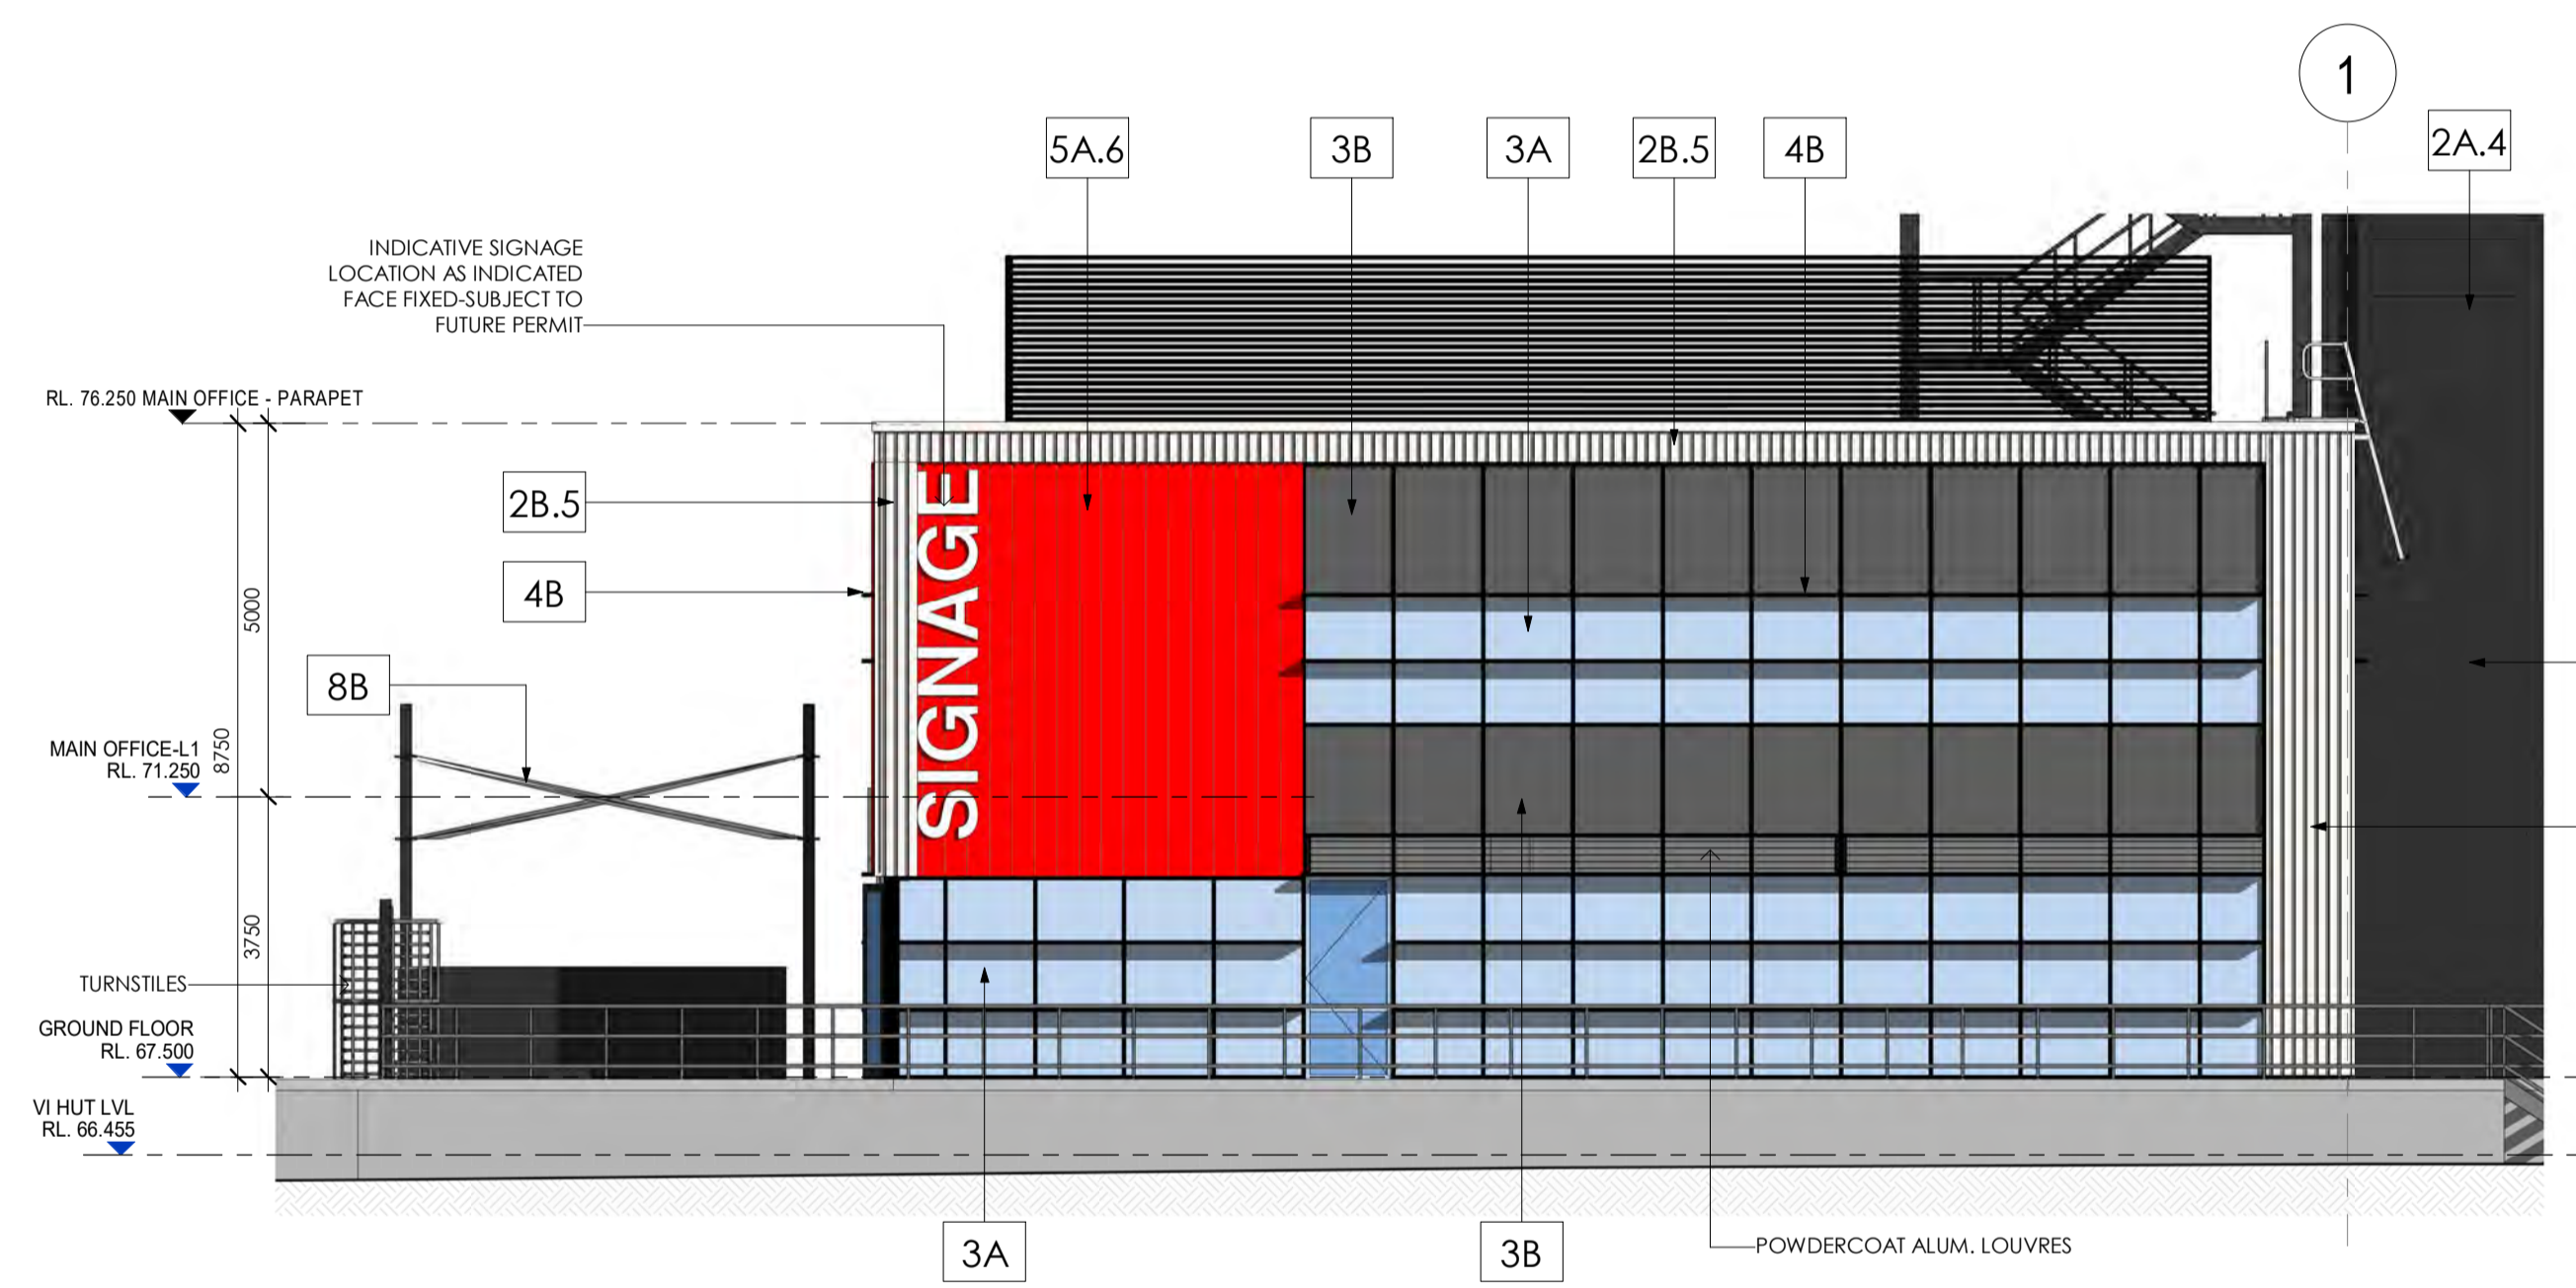 1
5A.6
3B
3A
2B.5
4B
2A.4
INDICATIVE SIGNAGE
LOCATION AS INDICATED
FACE FIXED-SUBJECT TO
FUTURE PERMIT
RL. 76.250 MAIN OFFICE - PARAPET
2B.5
4B
SIGNAGE
5000
8B
8750
MAIN OFFICE-L1
RL. 71.250
3750
TURNSTILES
GROUND FLOOR
RL. 67.500
VI HUT LVL
RL. 66.455
3A
3B
POWDERCOAT ALUM. LOUVRES